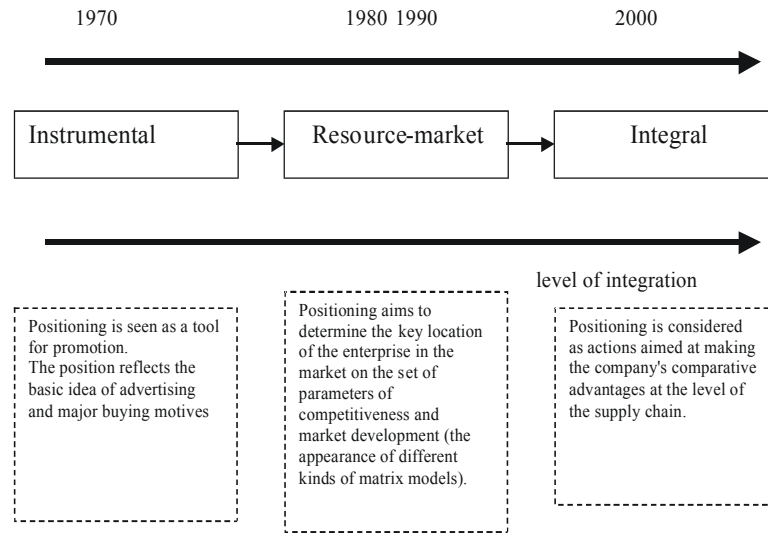 1970 1980 1990 2000
Instrumental
Resource-market
Integral
level of integration
Positioning is seen as a tool
for promotion.
The position reflects the
basic idea of advertising
and major buying motives
Positioning aims to
determine the key location
of the enterprise in the
market on the set of
parameters of
competitiveness and
market development (the
appearance of different
kinds of matrix models).
Positioning is considered
as actions aimed at making
the company's comparative
advantages at the level of
the supply chain.